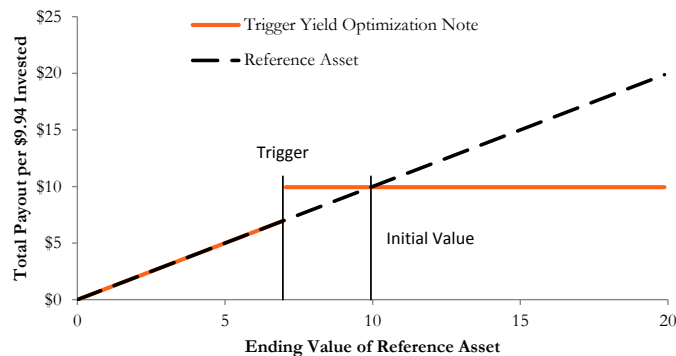 $25
$20
$15
$10
$5
$0
Total Payout per $9.94 Invested
Trigger Yield Optimization Note
Reference Asset
Trigger
Initial Value
0
5
10
15
20
Ending Value of Reference Asset